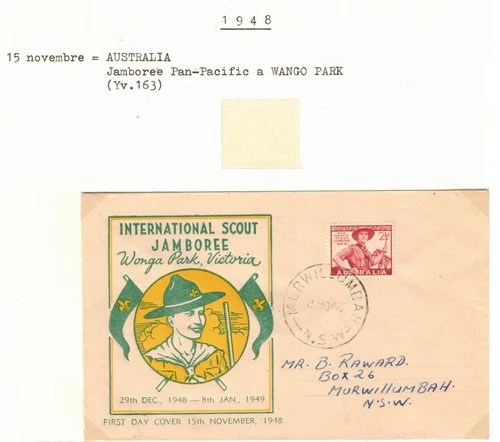 1948
15 novembre = AUSTRALIA
Jamboree Pan-Pacific a WANGO PARK
(Yv.163)
INTERNATIONAL SCOUT
JAMBOREE
Wonga Park, Victoria
29th DEC., 1948 — 8th JAN., 1949
FIRST DAY COVER 15th NOVEMBER, 1948
AUSTRALIA
MURWILLUMBAH
N.S.W
MR. B. RAWARD.
BOX 26
MURWILLUMBAH.
N.S.W.